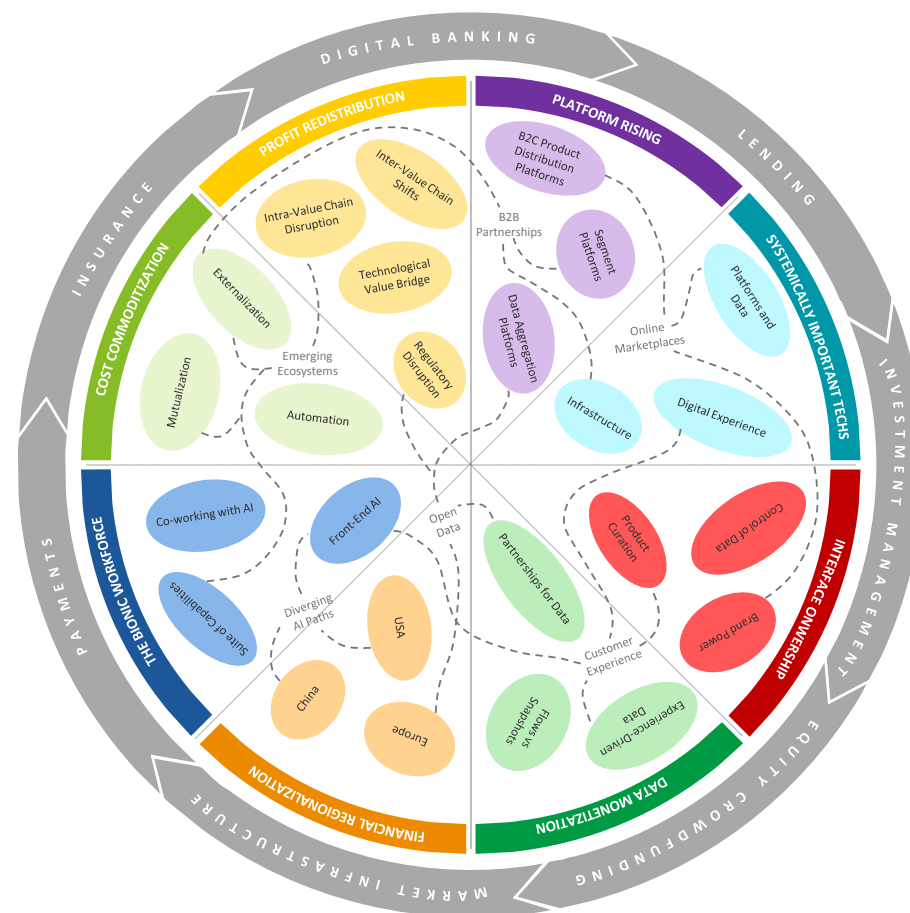 DIGITAL BANKING
LENDING
INVESTMENT MANAGEMENT
EQUITY CROWDFUNDING
MARKET INFRASTRUCTURE
PAYMENTS
INSURANCE
PROFIT REDISTRIBUTION
Inter-Value Chain
Shifts
Intra-Value Chain
Disruption
Technological
Value Bridge
Regulatory
Disruption
PLATFORM RISING
B2C Product
Distribution
Platforms
B2B
Partnerships
Segment
Platforms
Data Aggregation
Platforms
SYSTEMICALLY IMPORTANT TECHS
Platforms and
Data
Online
Marketplaces
Digital Experience
Infrastructure
INTERFACE ONWERSHIP
Product
Curation
Control of Data
Brand Power
Customer
Experience
DATA MONETIZATION
Partnerships for Data
Experience-Driven
Data
Flows vs
Snapshots
Open
Data
FINANCIAL REGIONALIZATION
USA
China
Europe
Diverging
AI Paths
THE BIONIC WORKFORCE
Co-working with AI
Front-End AI
Suite of Capabilities
COST COMMODITIZATION
Externalization
Mutualization
Automation
Emerging
Ecosystems